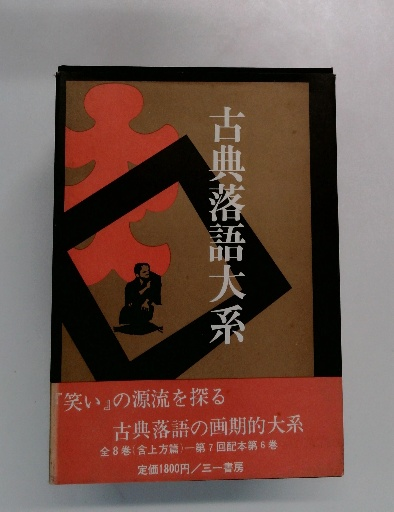 古典落語大系
『笑い』の源流を探る
古典落語の画期的大系
全8巻(含上方篇)―第7回配本第6巻
定価1800円/三一書房